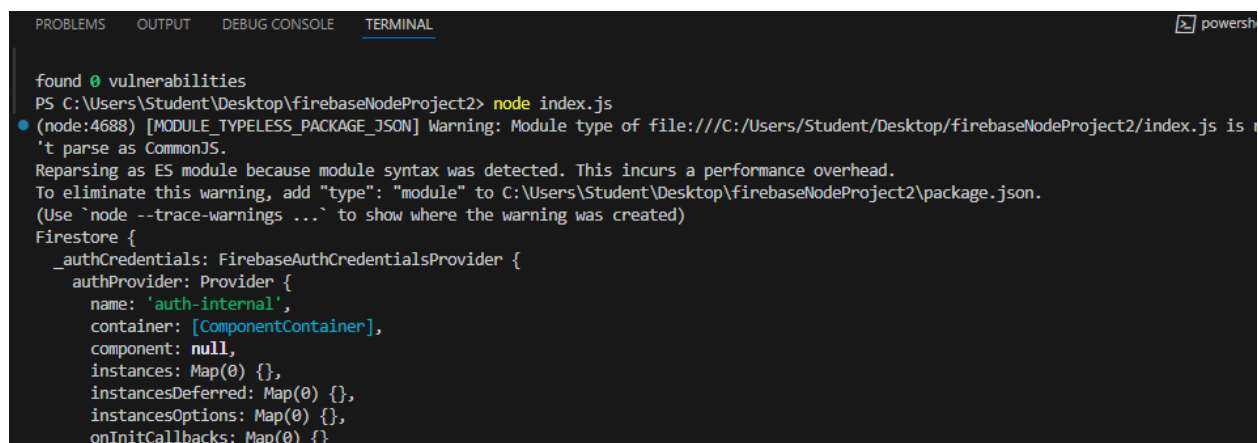 PROBLEMS OUTPUT DEBUG CONSOLE TERMINAL powersh
found 0 vulnerabilities
PS C:\Users\Student\Desktop\firebaseNodeProject2> node index.js
(node:4688) [MODULE_TYPELESS_PACKAGE_JSON] Warning: Module type of file:///C:/Users/Student/Desktop/firebaseNodeProject2/index.js is
't parse as CommonJS.
Reparsing as ES module because module syntax was detected. This incurs a performance overhead.
To eliminate this warning, add "type": "module" to C:\Users\Student\Desktop\firebaseNodeProject2\package.json.
(Use `node --trace-warnings ...` to show where the warning was created)
Firestore {
  _authCredentials: FirebaseAuthCredentialsProvider {
    authProvider: Provider {
      name: 'auth-internal',
      container: [ComponentContainer],
      component: null,
      instances: Map(0) {},
      instancesDeferred: Map(0) {},
      instancesOptions: Map(0) {},
      onInitCallbacks: Map(0) {}